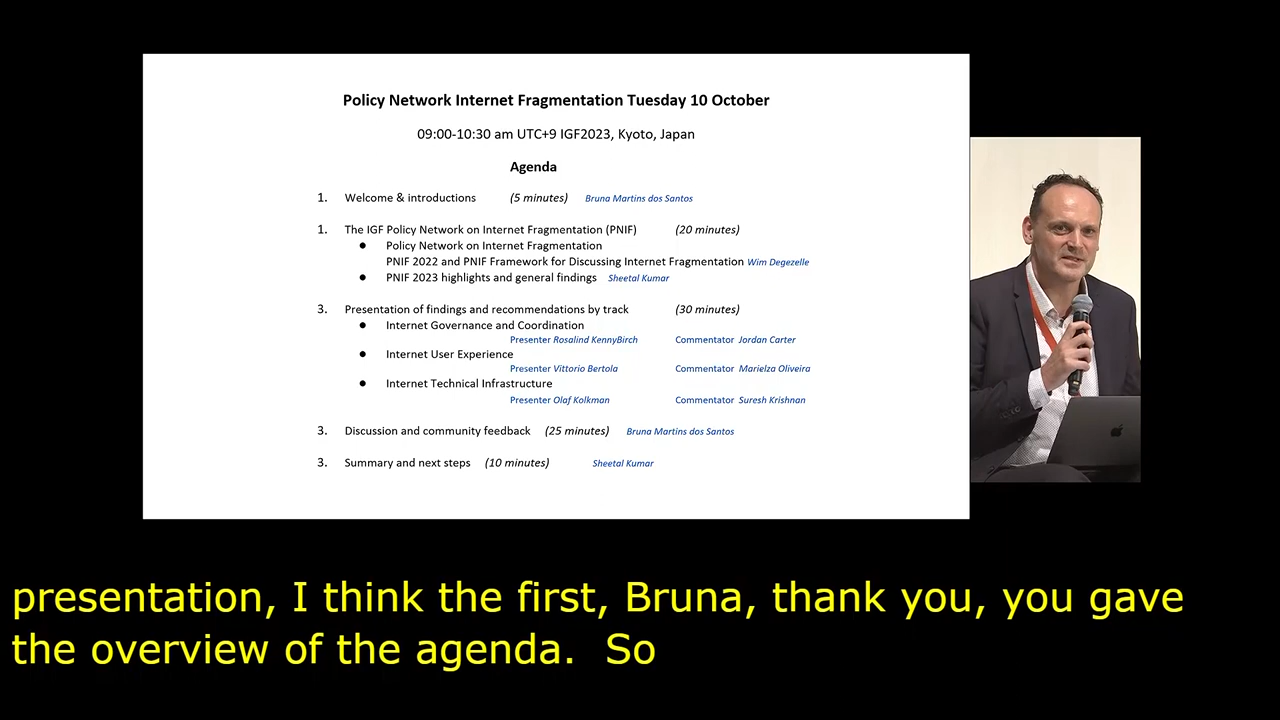 Policy Network Internet Fragmentation Tuesday 10 October
09:00-10:30 am UTC+9 IGF2023, Kyoto, Japan
Agenda
1. Welcome & introductions (5 minutes) Bruna Martins dos Santos
1. The IGF Policy Network on Internet Fragmentation (PNIF) (20 minutes)
● Policy Network on Internet Fragmentation
PNIF 2022 and PNIF Framework for Discussing Internet Fragmentation Wim Degezelle
● PNIF 2023 highlights and general findings Sheetal Kumar
3. Presentation of findings and recommendations by track (30 minutes)
● Internet Governance and Coordination
Presenter Rosalind KennyBirch Commentator Jordan Carter
● Internet User Experience
Presenter Vittorio Bertola Commentator Marielza Oliveira
● Internet Technical Infrastructure
Presenter Olaf Kolkman Commentator Suresh Krishnan
3. Discussion and community feedback (25 minutes) Bruna Martins dos Santos
3. Summary and next steps (10 minutes) Sheetal Kumar
presentation, I think the first, Bruna, thank you, you gave
the overview of the agenda. So